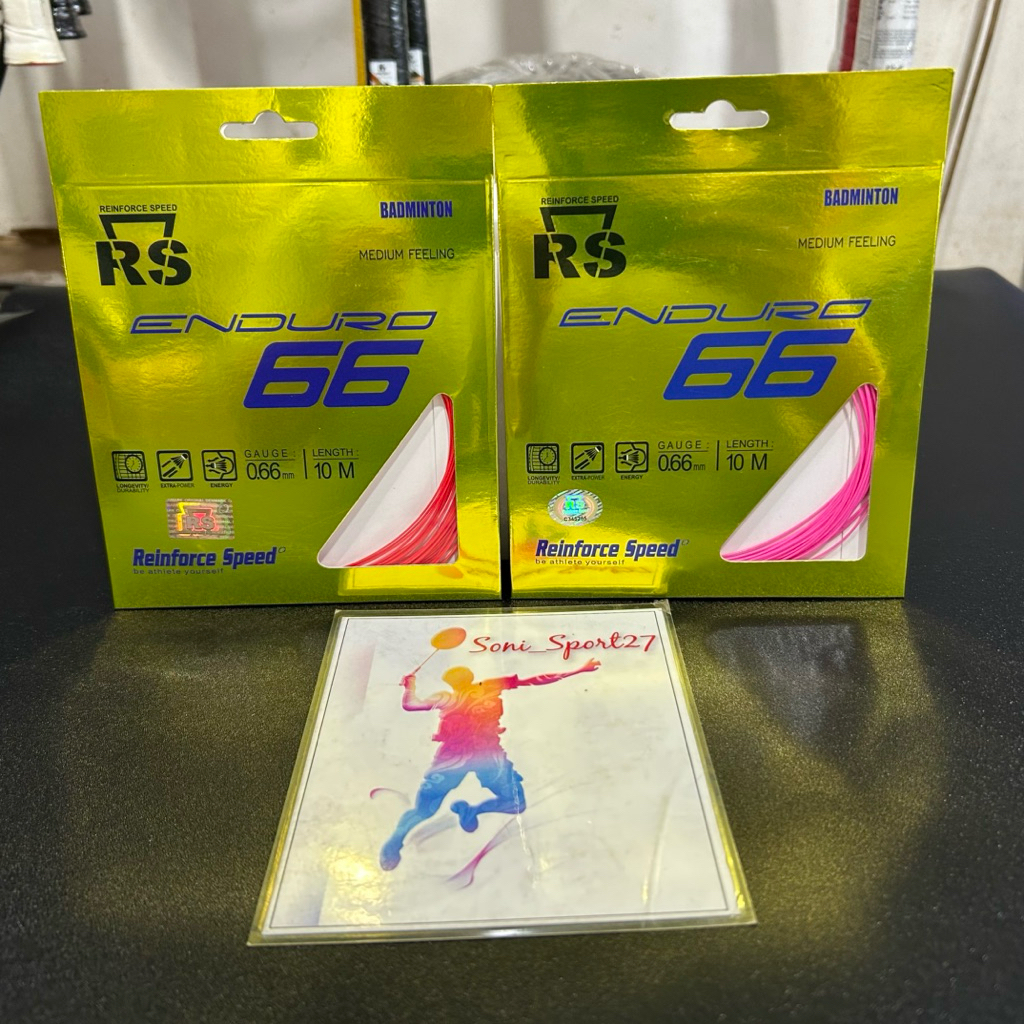 REINFORCE SPEED
RS
BADMINTON
MEDIUM FEELING
ENDURO
66
LONGEVITY/
DURABILITY
EXTRA-POWER
ENERGY
GAUGE :
0.66mm
LENGTH :
10 M
RS
Reinforce Speed
be athlete yourself
REINFORCE SPEED
RS
BADMINTON
MEDIUM FEELING
ENDURO
66
LONGEVITY/
DURABILITY
EXTRA-POWER
ENERGY
GAUGE :
0.66mm
LENGTH :
10 M
RS
Reinforce Speed
be athlete yourself
Soni_Sport27